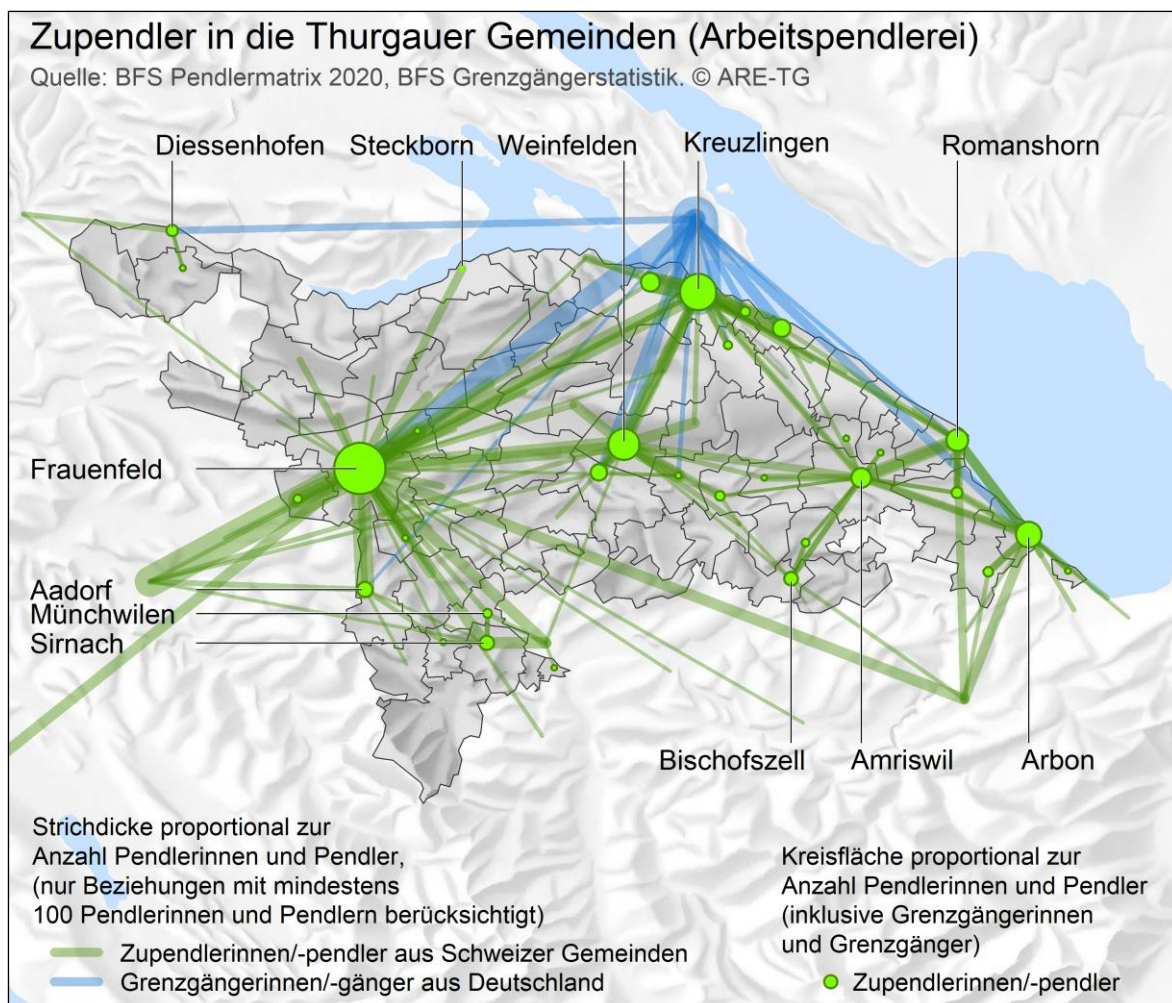 Zupendler in die Thurgauer Gemeinden (Arbeitspendlerei)
Quelle: BFS Pendlermatrix 2020, BFS Grenzgängerstatistik. © ARE-TG
Diessenhofen
Steckborn
Weinfelden
Kreuzlingen
Romanshorn
Frauenfeld
Aadorf
Münchwilen
Sirnach
Bischofszell
Amriswil
Arbon
Strichdicke proportional zur
Anzahl Pendlerinnen und Pendler,
(nur Beziehungen mit mindestens
100 Pendlerinnen und Pendlern berücksichtigt)
Zupendlerinnen/-pendler aus Schweizer Gemeinden
Grenzgängerinnen/-gänger aus Deutschland
Kreisfläche proportional zur
Anzahl Pendlerinnen und Pendler
(inklusive Grenzgängerinnen
und Grenzgänger)
Zupendlerinnen/-pendler